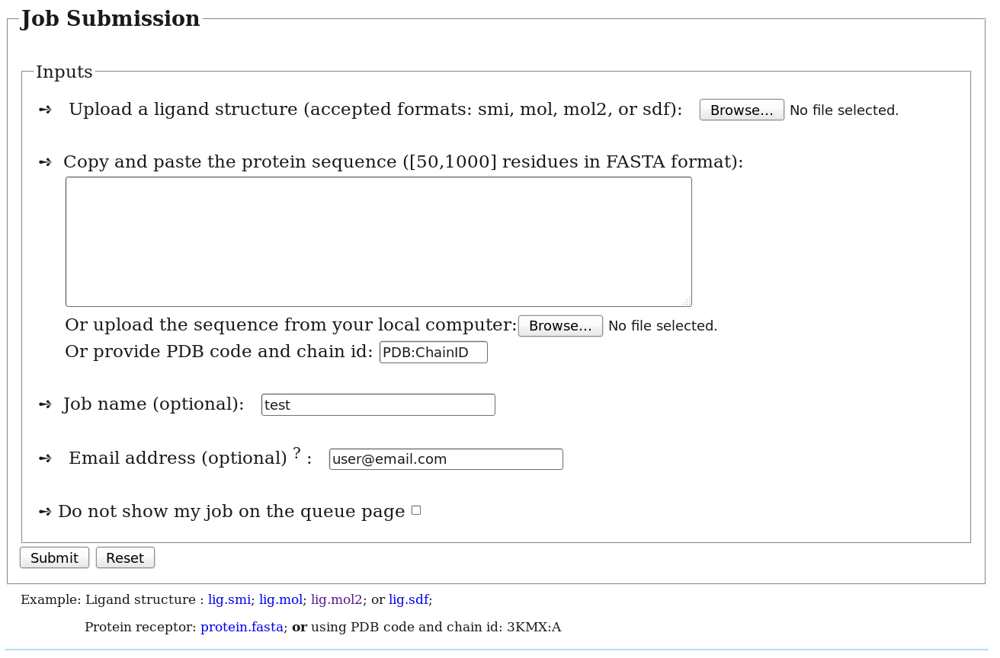 Job Submission
Inputs
➻ Upload a ligand structure (accepted formats: smi, mol, mol2, or sdf): Browse... No file selected.
➻ Copy and paste the protein sequence ([50,1000] residues in FASTA format):
Or upload the sequence from your local computer: Browse... No file selected.
Or provide PDB code and chain id: PDB:ChainID
➻ Job name (optional): test
➻ Email address (optional) ? : user@email.com
➻ Do not show my job on the queue page
Submit Reset
Example: Ligand structure : lig.smi; lig.mol; lig.mol2; or lig.sdf;
Protein receptor: protein.fasta; or using PDB code and chain id: 3KMX:A